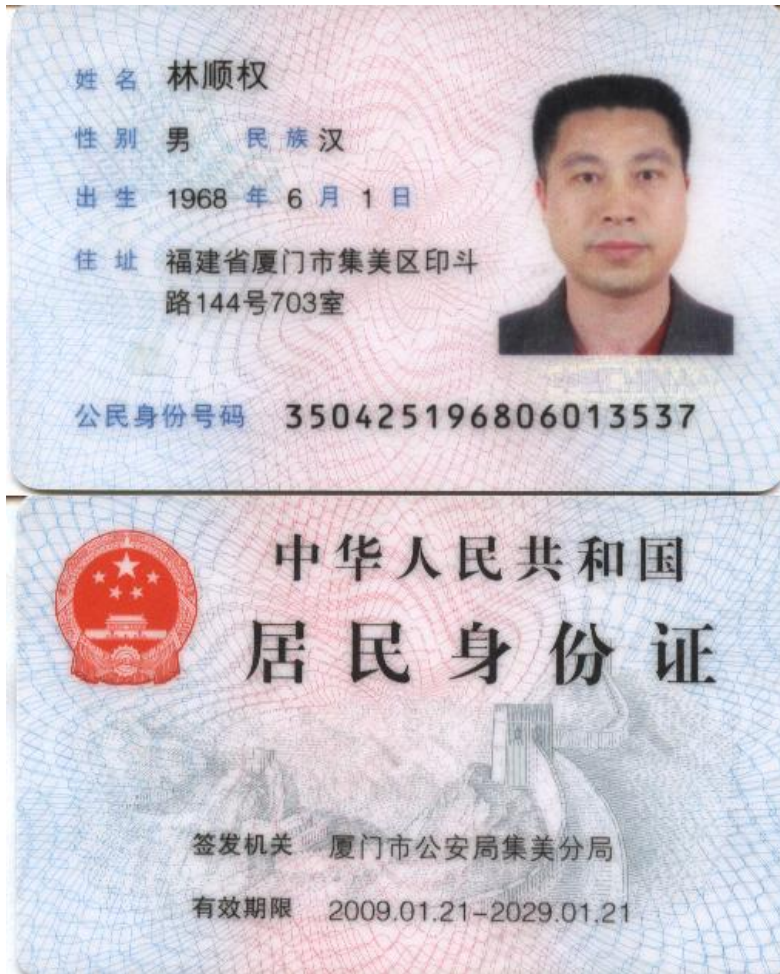 姓名 林顺权
性别 男 民族 汉
出生 1968 年 6 月 1 日
住址 福建省厦门市集美区印斗
路144号703室
公民身份号码 350425196806013537
中华人民共和国
居民身份证
签发机关 厦门市公安局集美分局
有效期限 2009.01.21-2029.01.21